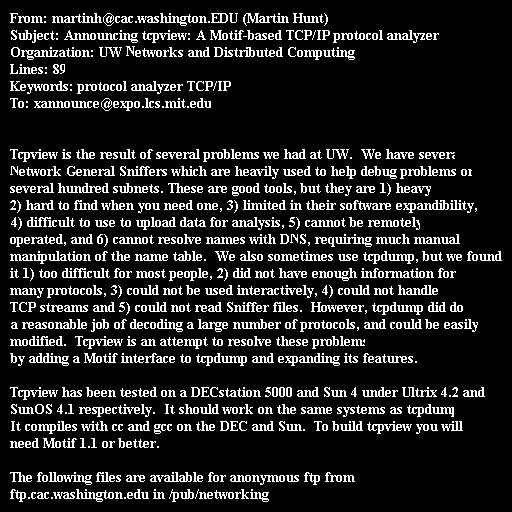 From: martinh@cac.washington.EDU (Martin Hunt)
Subject: Announcing tcpview: A Motif-based TCP/IP protocol analyzer
Organization: UW Networks and Distributed Computing
Lines: 89
Keywords: protocol analyzer TCP/IP
To: xannounce@expo.lcs.mit.edu
Tcpview is the result of several problems we had at UW. We have severa
Network General Sniffers which are heavily used to help debug problems on
several hundred subnets. These are good tools, but they are 1) heavy
2) hard to find when you need one, 3) limited in their software expandibility,
4) difficult to use to upload data for analysis, 5) cannot be remotely
operated, and 6) cannot resolve names with DNS, requiring much manual
manipulation of the name table. We also sometimes use tcpdump, but we found
it 1) too difficult for most people, 2) did not have enough information for
many protocols, 3) could not be used interactively, 4) could not handle
TCP streams and 5) could not read Sniffer files. However, tcpdump did do
a reasonable job of decoding a large number of protocols, and could be easily
modified. Tcpview is an attempt to resolve these problems
by adding a Motif interface to tcpdump and expanding its features.
Tcpview has been tested on a DECstation 5000 and Sun 4 under Ultrix 4.2 and
SunOS 4.1 respectively. It should work on the same systems as tcpdump
It compiles with cc and gcc on the DEC and Sun. To build tcpview you will
need Motif 1.1 or better.
The following files are available for anonymous ftp from
ftp.cac.washington.edu in /pub/networking